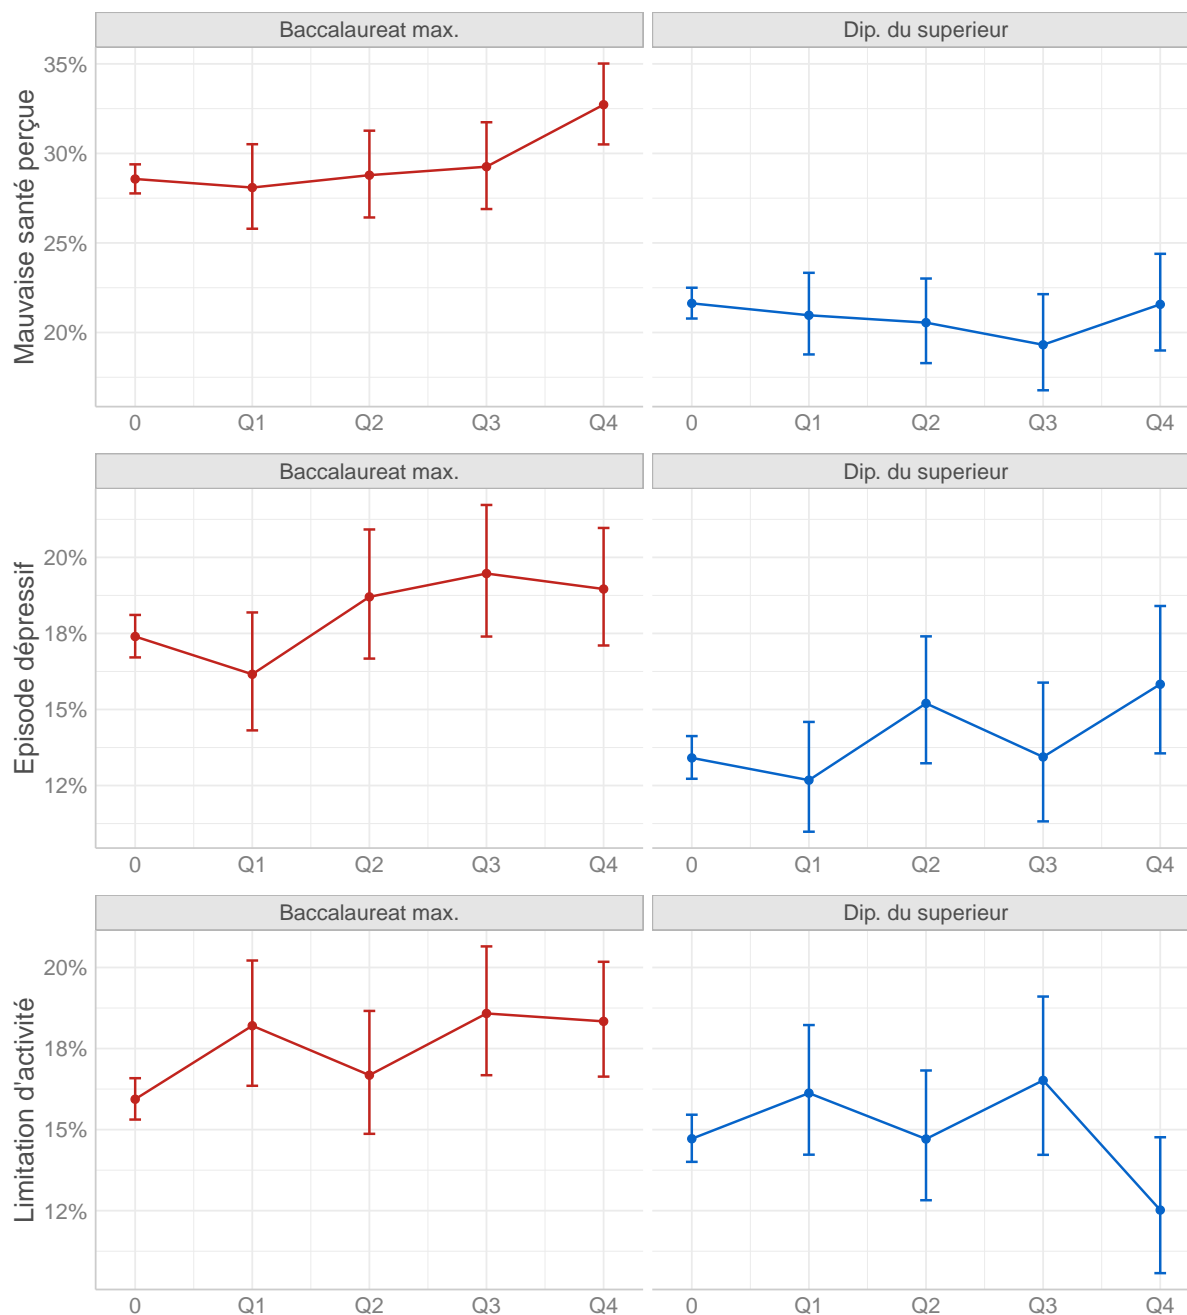 Baccalaureat max. Dip. du superieur
Mauvaise santé perçue
35%
30%
25%
20%
0 Q1 Q2 Q3 Q4 0 Q1 Q2 Q3 Q4
Baccalaureat max. Dip. du superieur
Episode dépressif
20%
18%
15%
12%
0 Q1 Q2 Q3 Q4 0 Q1 Q2 Q3 Q4
Baccalaureat max. Dip. du superieur
Limitation d'activité
20%
18%
15%
12%
0 Q1 Q2 Q3 Q4 0 Q1 Q2 Q3 Q4